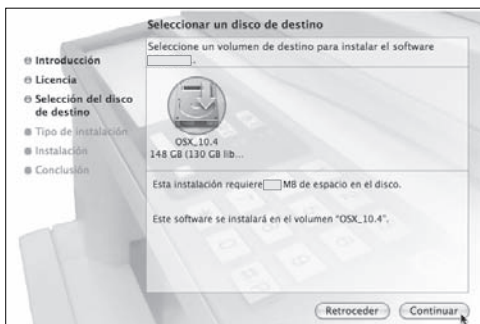 Seleccionar un disco de destino
Seleccione un volumen de destino para instalar el software
.
Introducción
Licencia
Selección del disco
de destino
Tipo de instalación
Instalación
Conclusión
OSX_10.4
148 GB (130 GB lib...
Esta instalación requiere MB de espacio en el disco.
Este software se instalará en el volumen "OSX_10.4".
Retroceder
Continuar